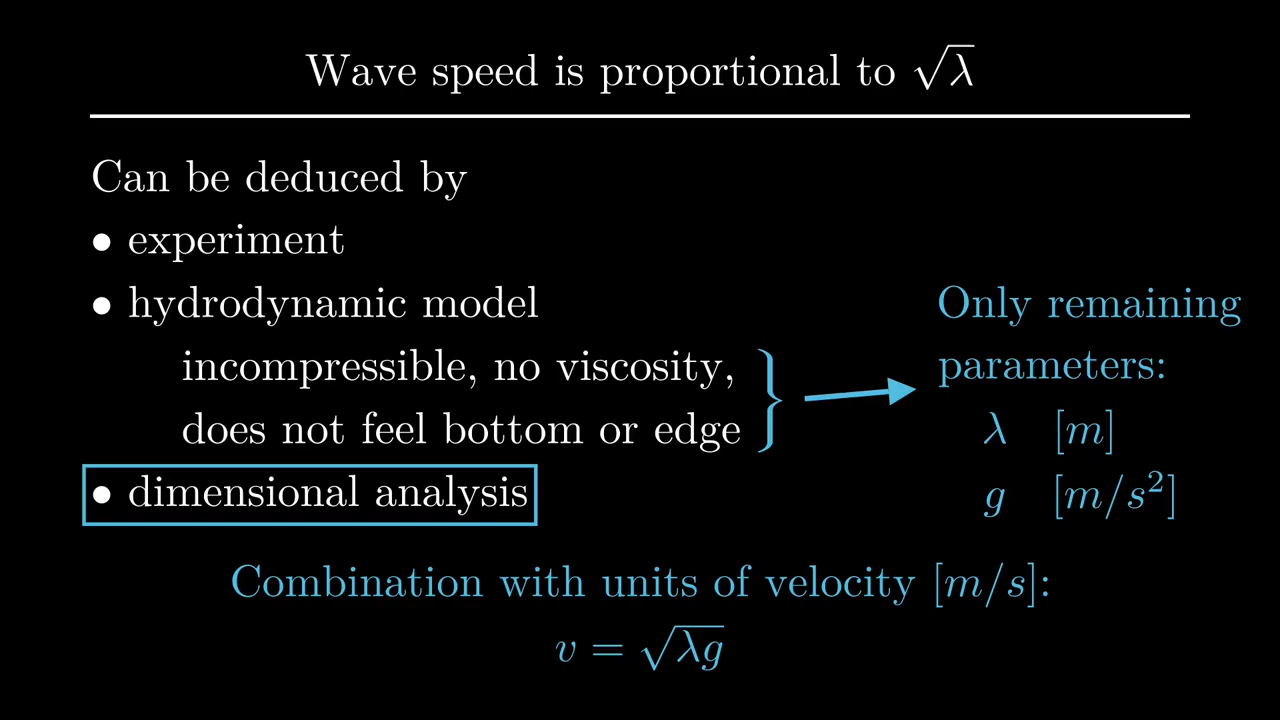 Wave speed is proportional to √λ
Can be deduced by
• experiment
• hydrodynamic model
incompressible, no viscosity,
does not feel bottom or edge
• dimensional analysis
Only remaining
parameters:
λ [m]
g [m/s²]
Combination with units of velocity [m/s]:
v = √λg